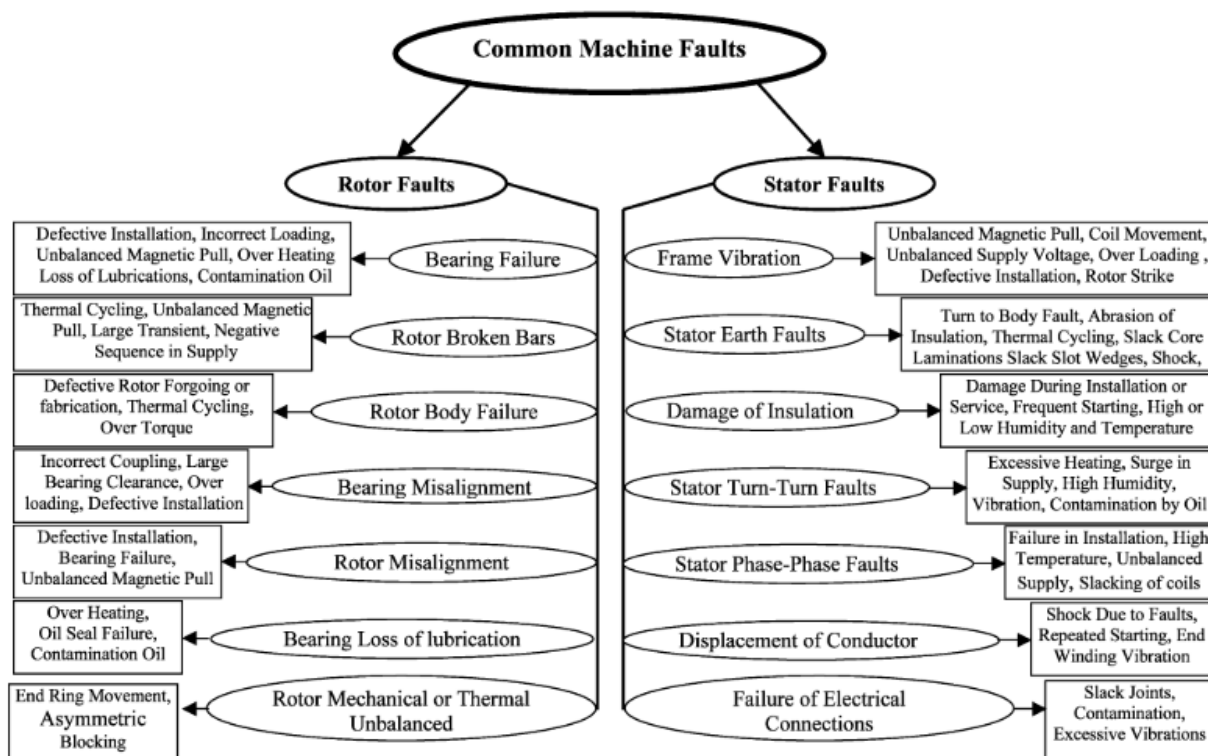 Common Machine Faults
Rotor Faults
Stator Faults
Defective Installation, Incorrect Loading,
Unbalanced Magnetic Pull, Over Heating
Loss of Lubrications, Contamination Oil
Bearing Failure
Thermal Cycling, Unbalanced Magnetic
Pull, Large Transient, Negative
Sequence in Supply
Rotor Broken Bars
Defective Rotor Forgoing or
fabrication, Thermal Cycling,
Over Torque
Rotor Body Failure
Incorrect Coupling, Large
Bearing Clearance, Over
loading, Defective Installation
Bearing Misalignment
Defective Installation,
Bearing Failure,
Unbalanced Magnetic Pull
Rotor Misalignment
Over Heating,
Oil Seal Failure,
Contamination Oil
Bearing Loss of lubrication
End Ring Movement,
Asymmetric
Blocking
Rotor Mechanical or Thermal
Unbalanced
Frame Vibration
Unbalanced Magnetic Pull, Coil Movement,
Unbalanced Supply Voltage, Over Loading ,
Defective Installation, Rotor Strike
Stator Earth Faults
Turn to Body Fault, Abrasion of
Insulation, Thermal Cycling, Slack Core
Laminations Slack Slot Wedges, Shock,
Damage of Insulation
Damage During Installation or
Service, Frequent Starting, High or
Low Humidity and Temperature
Stator Turn-Turn Faults
Excessive Heating, Surge in
Supply, High Humidity,
Vibration, Contamination by Oil
Stator Phase-Phase Faults
Failure in Installation, High
Temperature, Unbalanced
Supply, Slacking of coils
Displacement of Conductor
Shock Due to Faults,
Repeated Starting, End
Winding Vibration
Failure of Electrical
Connections
Slack Joints,
Contamination,
Excessive Vibrations